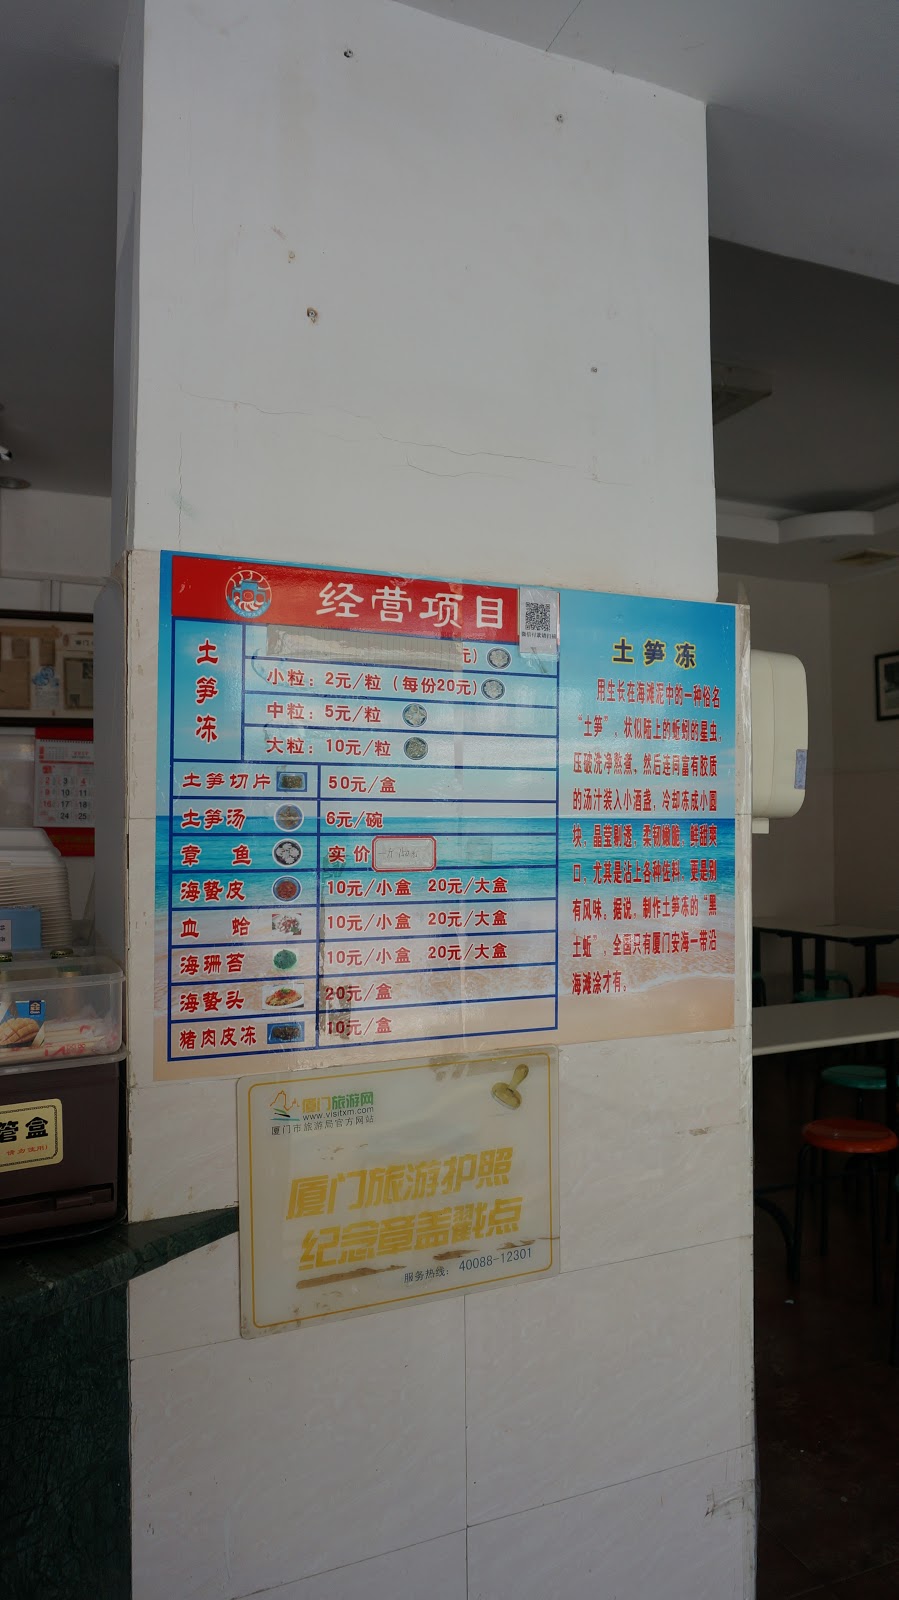 经营项目
微信付款请扫码
土笋冻
元）
小粒：2元/粒（每份20元）
中粒：5元/粒
大粒：10元/粒
土笋切片 50元/盒
土笋汤 6元/碗
章鱼 实价
海蜇皮 10元/小盒 20元/大盒
血蛤 10元/小盒 20元/大盒
海珊苔 10元/小盒 20元/大盒
海蜇头 20元/盒
猪肉皮冻 10元/盒
土笋冻
用生长在海滩泥中的一种俗名
“土笋”，状似陆上的蚯蚓的星虫，
压破洗净熬煮，然后连同富有胶质
的汤汁装入小酒盏，冷却冻成小圆
块，晶莹剔透，柔韧嫩脆，鲜甜爽
口，尤其是沾上各种佐料，更是别
有风味，据说，制作土笋冻的“黑
土蚯”，全国只有厦门安海一带沿
海滩涂才有。
厦门旅游网
www.visitxm.com
厦门市旅游局官方网站
厦门旅游护照
纪念章盖戳点
服务热线：40088-12301
管盒